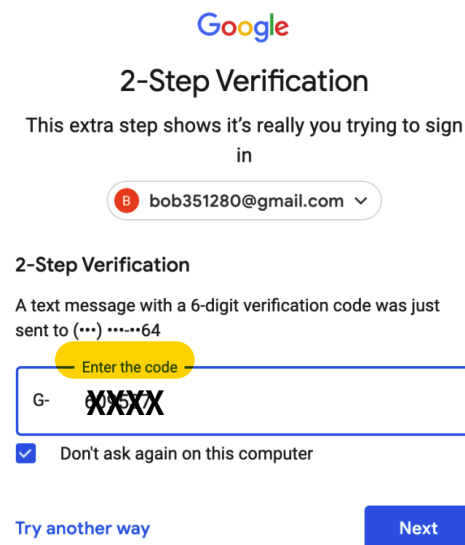 Google
2-Step Verification
This extra step shows it's really you trying to sign
in
B bob351280@gmail.com
2-Step Verification
A text message with a 6-digit verification code was just
sent to (•••) •••-••64
Enter the code
G- XXXX
Don't ask again on this computer
Try another way Next